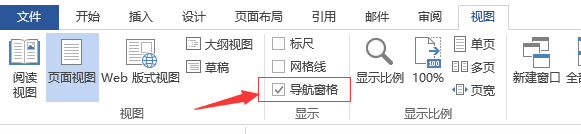 文件 开始 插入 设计 页面布局 引用 邮件 审阅 视图
阅读视图
页面视图
Web 版式视图
大纲视图
草稿
视图
标尺
网格线
导航窗格
显示
显示比例
100
100%
单页
多页
页宽
显示比例
新建窗口
全